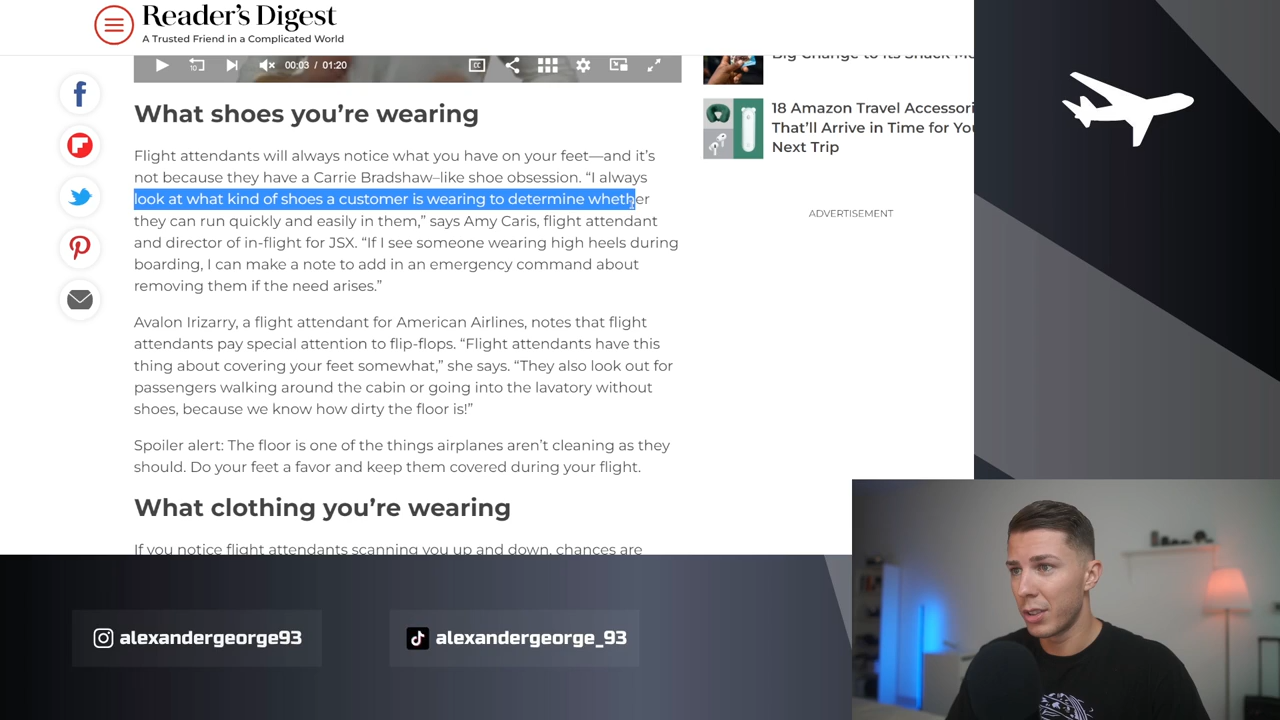 Reader's Digest
A Trusted Friend in a Complicated World
10
00:03 / 01:20
CC
What shoes you’re wearing
Flight attendants will always notice what you have on your feet—and it’s
not because they have a Carrie Bradshaw–like shoe obsession. “I always
look at what kind of shoes a customer is wearing to determine whether
they can run quickly and easily in them,” says Amy Caris, flight attendant
and director of in-flight for JSX. “If I see someone wearing high heels during
boarding, I can make a note to add in an emergency command about
removing them if the need arises.”
Avalon Irizarry, a flight attendant for American Airlines, notes that flight
attendants pay special attention to flip-flops. “Flight attendants have this
thing about covering your feet somewhat,” she says. “They also look out for
passengers walking around the cabin or going into the lavatory without
shoes, because we know how dirty the floor is!”
Spoiler alert: The floor is one of the things airplanes aren’t cleaning as they
should. Do your feet a favor and keep them covered during your flight.
What clothing you’re wearing
If you notice flight attendants scanning you up and down, chances are
Big Change to Its Snack
18 Amazon Travel Accessori
That’ll Arrive in Time for You
Next Trip
ADVERTISEMENT
alexandergeorge93
alexandergeorge_93